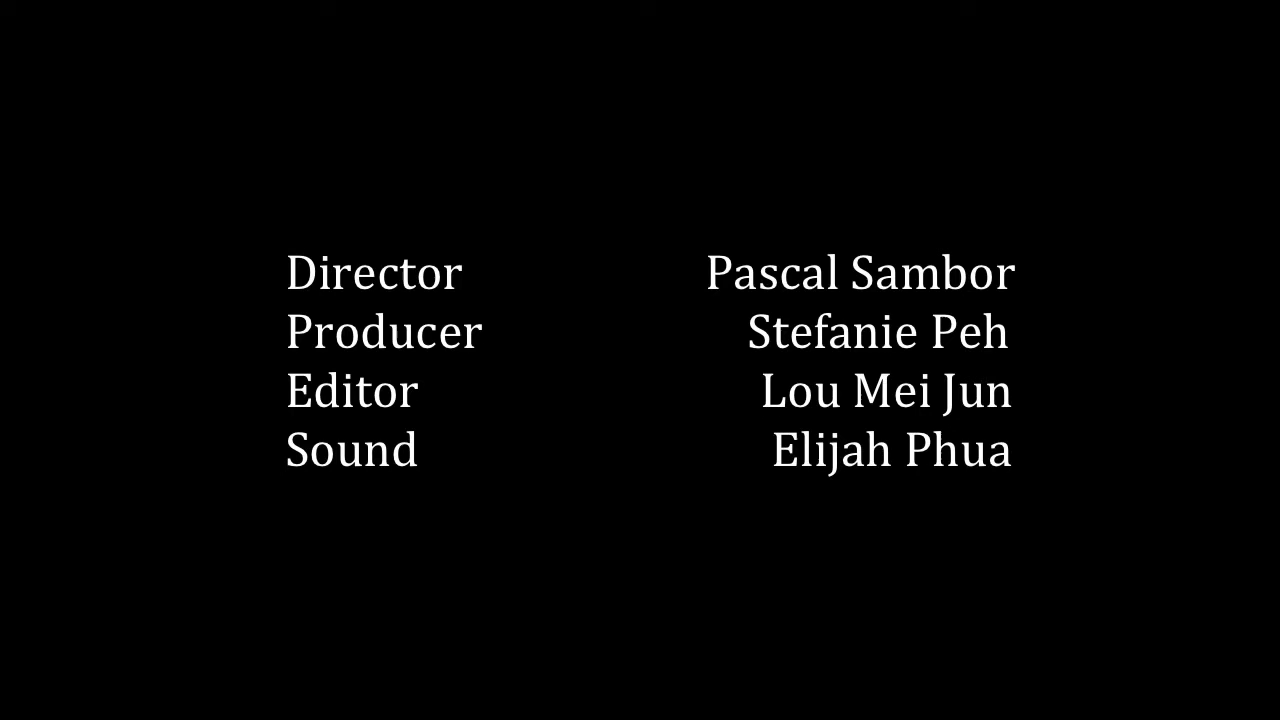 Director Pascal Sambor
Producer Stefanie Peh
Editor Lou Mei Jun
Sound Elijah Phua